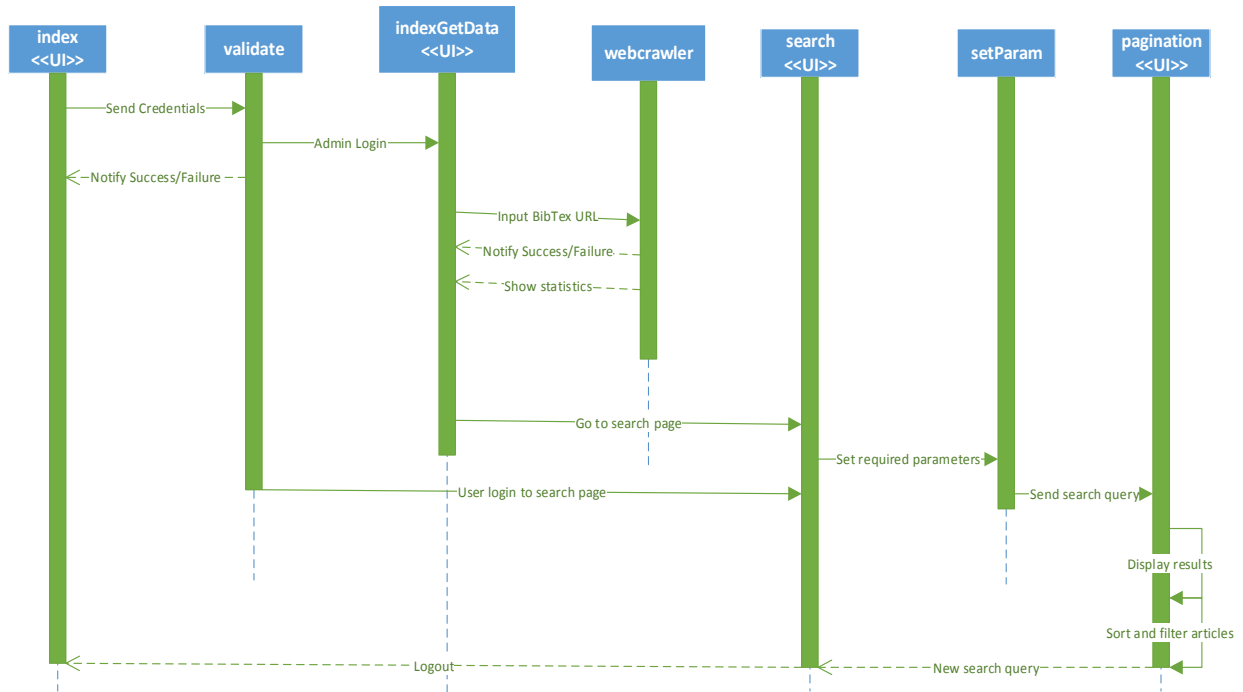 index
<<UI>>
validate
indexGetData
<<UI>>
webcrawler
search
<<UI>>
setParam
pagination
<<UI>>
Send Credentials
Admin Login
Notify Success/Failure
Input BibTex URL
Notify Success/Failure
Show statistics
Go to search page
Set required parameters
User login to search page
Send search query
Display results
Sort and filter articles
Logout
New search query